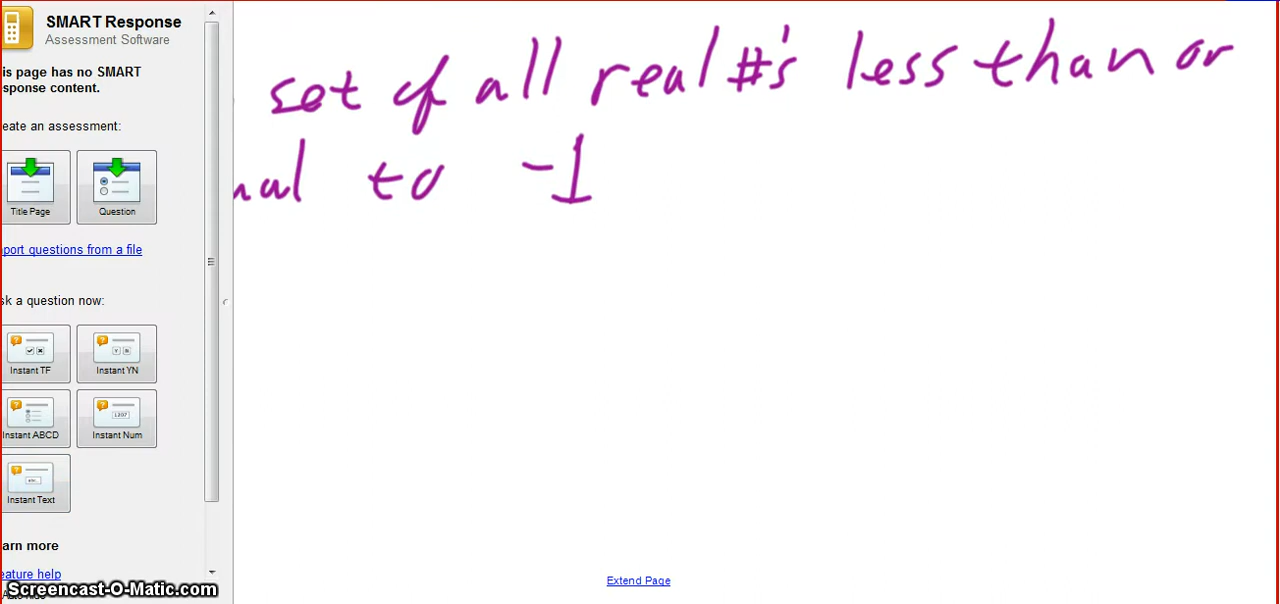 SMART Response
Assessment Software
is page has no SMART
sponse content.
eate an assessment:
Title Page
Question
port questions from a file
sk a question now:
Instant TF
Instant YN
Instant ABCD
Instant Num
Instant Text
arn more
eature help
Screencast-O-Matic.com
set of all real #'s less than or
ual to -1
Extend Page